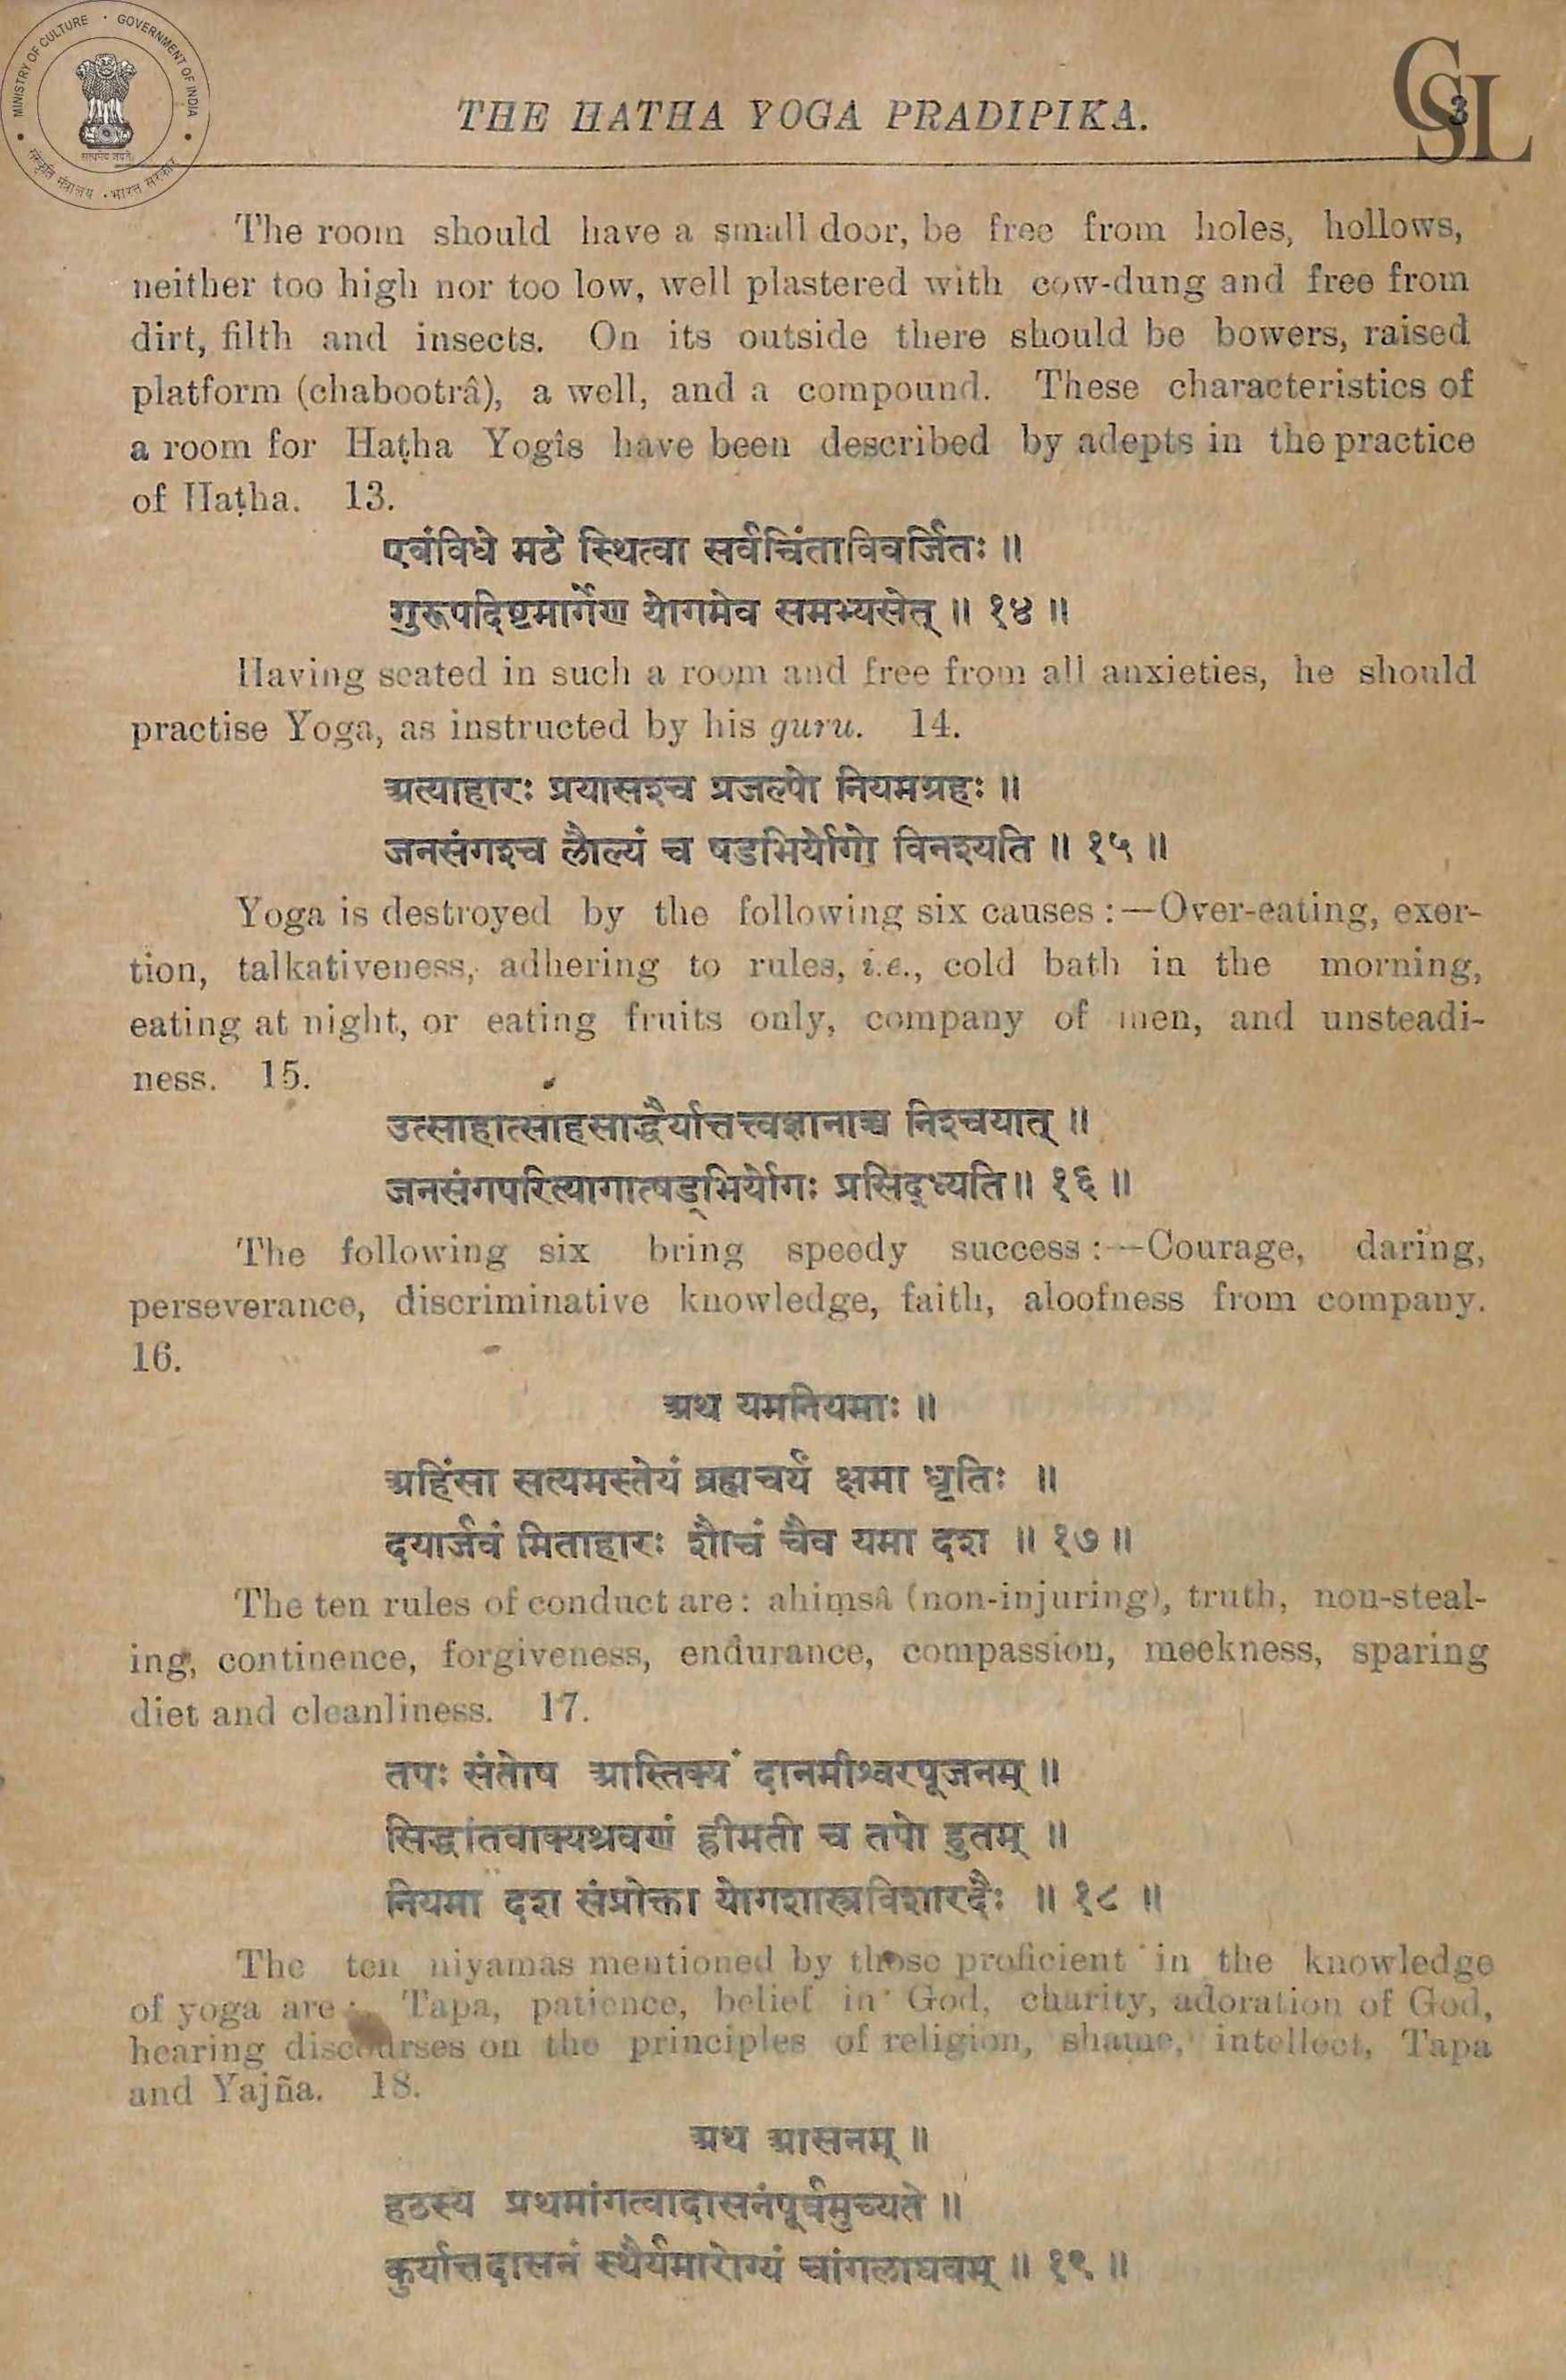 MINISTRY OF CULTURE · GOVERNMENT OF INDIA
संस्कृति मंत्रालय · भारत सरकार
CSL
THE HATHA YOGA PRADIPIKA. 3
The room should have a small door, be free from holes, hollows,
neither too high nor too low, well plastered with cow-dung and free from
dirt, filth and insects. On its outside there should be bowers, raised
platform (chabootrâ), a well, and a compound. These characteristics of
a room for Haṭha Yogîs have been described by adepts in the practice
of Haṭha. 13.
एवंविधे मठे स्थित्वा सर्वचिंताविवर्जितः ॥
गुरूपदिष्टमार्गेण योगमेव समभ्यसेत् ॥ १४ ॥
Having seated in such a room and free from all anxieties, he should
practise Yoga, as instructed by his guru. 14.
अत्याहारः प्रयासश्च प्रजल्पो नियमग्रहः ॥
जनसंगश्च लौल्यं च षडभिर्योगो विनश्यति ॥ १५ ॥
Yoga is destroyed by the following six causes :—Over-eating, exer-
tion, talkativeness, adhering to rules, i.e., cold bath in the morning,
eating at night, or eating fruits only, company of men, and unsteadi-
ness. 15.
उत्साहात्साहसाद्धैर्यात्तत्त्वज्ञानाच्च निश्चयात् ॥
जनसंगपरित्यागात्षड्भिर्योगः प्रसिद्ध्यति ॥ १६ ॥
The following six bring speedy success :—Courage, daring,
perseverance, discriminative knowledge, faith, aloofness from company.
16.
अथ यमनियमाः ॥
अहिंसा सत्यमस्तेयं ब्रह्मचर्यं क्षमा धृतिः ॥
दयार्जवं मिताहारः शौचं चैव यमा दश ॥ १७ ॥
The ten rules of conduct are : ahiṃsâ (non-injuring), truth, non-steal-
ing, continence, forgiveness, endurance, compassion, meekness, sparing
diet and cleanliness. 17.
तपः संतोष आस्तिक्यं दानमीश्वरपूजनम् ॥
सिद्धांतवाक्यश्रवणं ह्रीमती च तपो हुतम् ॥
नियमा दश संप्रोक्ता योगशास्त्रविशारदैः ॥ १८ ॥
The ten niyamas mentioned by those proficient in the knowledge
of yoga are : Tapa, patience, belief in God, charity, adoration of God,
hearing discourses on the principles of religion, shame, intellect, Tapa
and Yajña. 18.
अथ आसनम् ॥
हठस्य प्रथमांगत्वादासनंपूर्वमुच्यते ॥
कुर्यात्तदासनं स्थैर्यमारोग्यं चांगलाघवम् ॥ १९ ॥